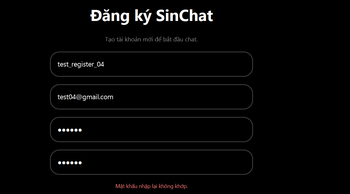 Đăng ký SinChat
Tạo tài khoản mới để bắt đầu chat.
test_register_04
test04@gmail.com
••••••
••••••
Mật khẩu nhập lại không khớp.